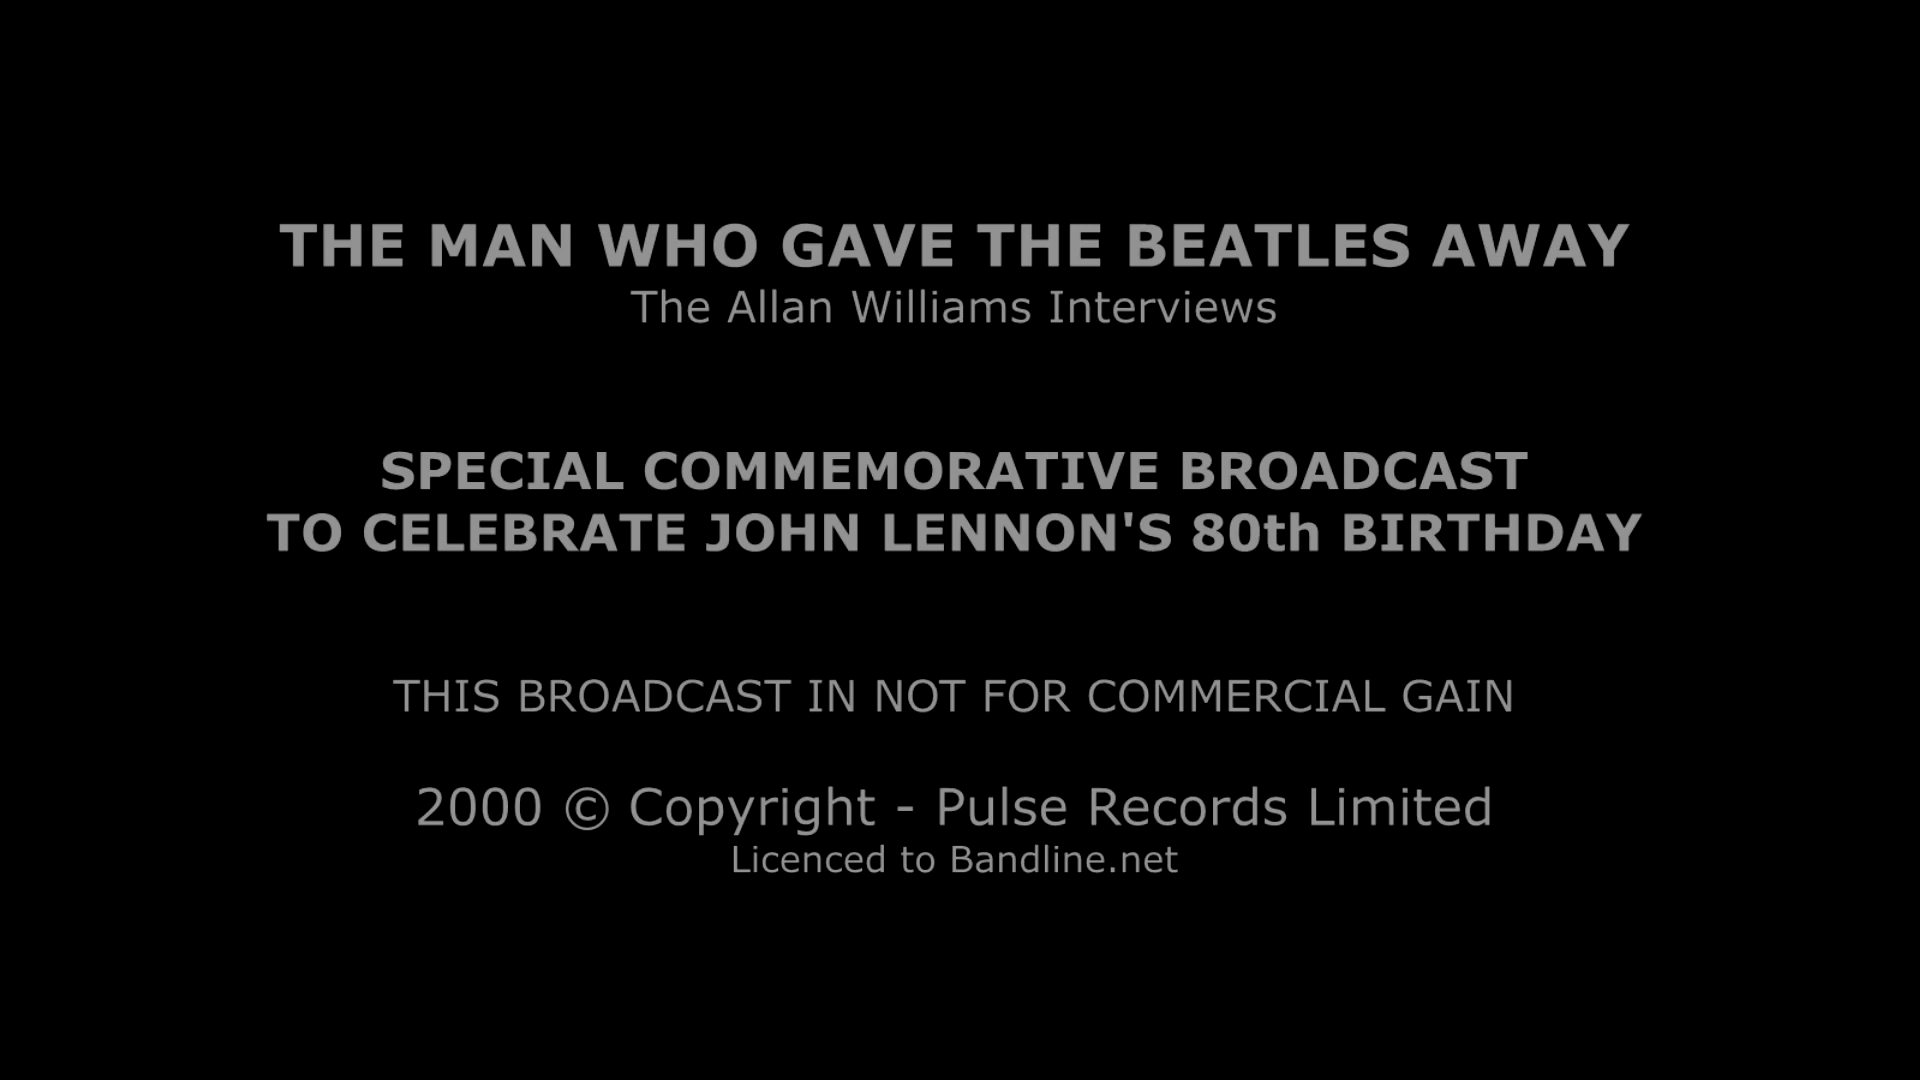 THE MAN WHO GAVE THE BEATLES AWAY
The Allan Williams Interviews
SPECIAL COMMEMORATIVE BROADCAST
TO CELEBRATE JOHN LENNON'S 80th BIRTHDAY
THIS BROADCAST IN NOT FOR COMMERCIAL GAIN
2000 © Copyright - Pulse Records Limited
Licenced to Bandline.net